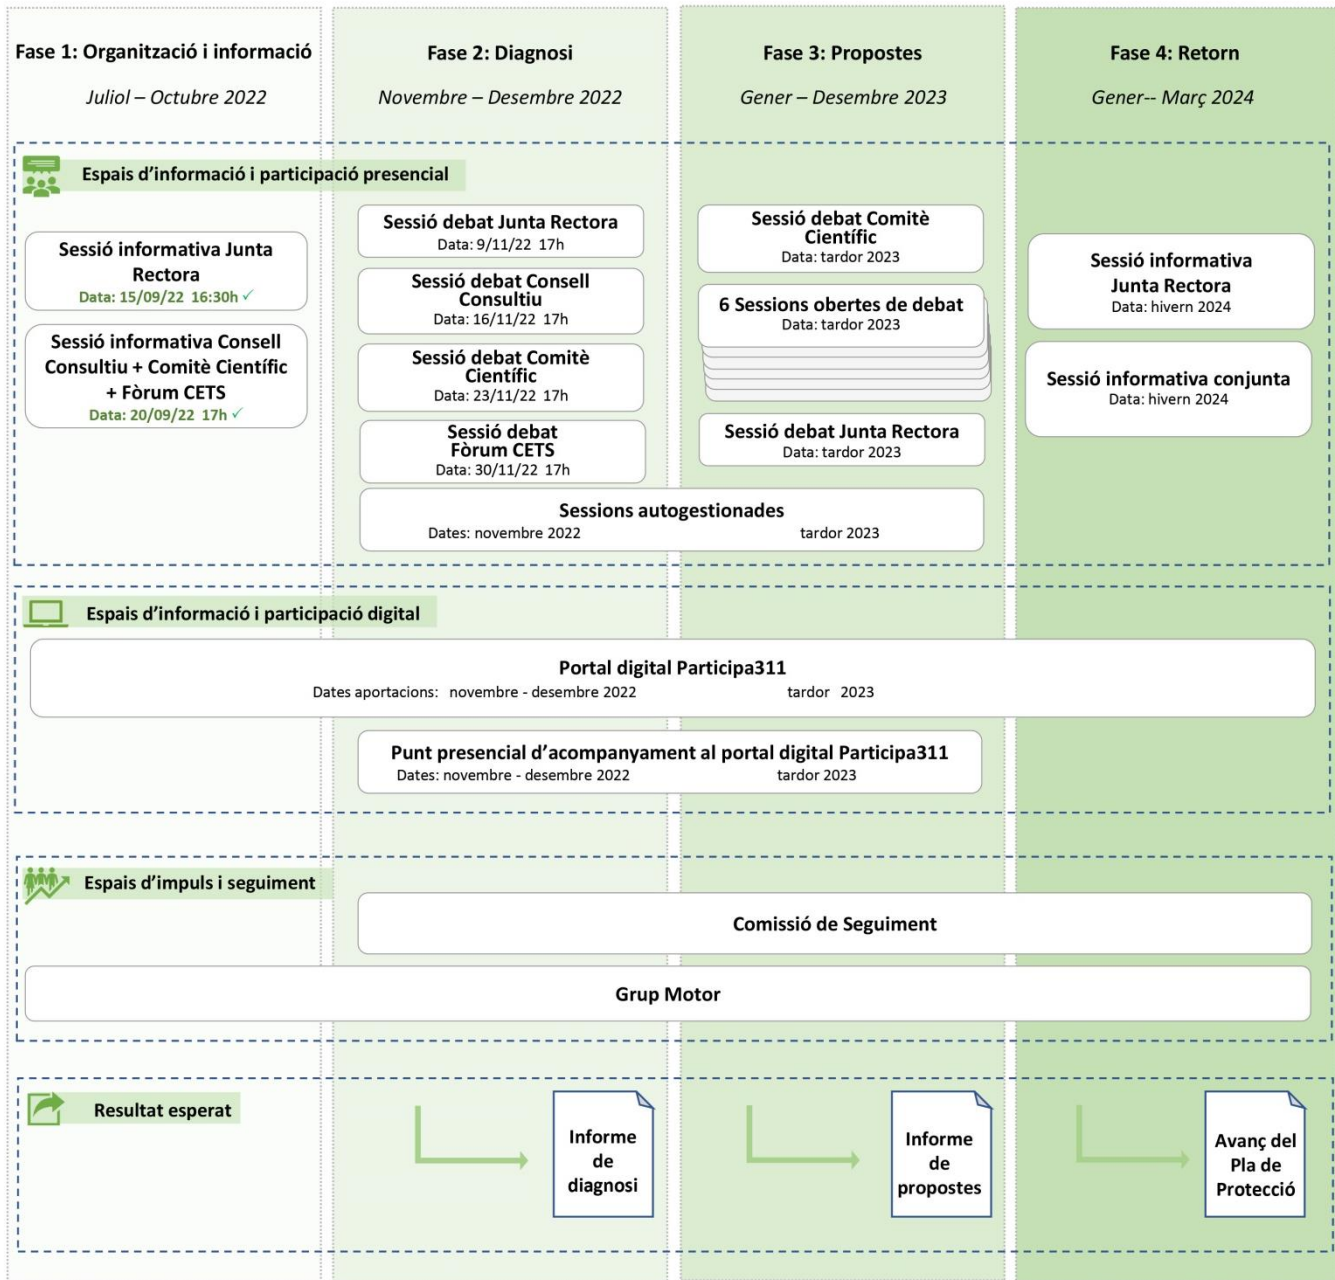 Fase 1: Organització i informació
Juliol – Octubre 2022
Fase 2: Diagnosi
Novembre – Desembre 2022
Fase 3: Propostes
Gener – Desembre 2023
Fase 4: Retorn
Gener-- Març 2024
Espais d’informació i participació presencial
Sessió informativa Junta
Rectora
Data: 15/09/22 16:30h ✓
Sessió informativa Consell
Consultiu + Comitè Científic
+ Fòrum CETS
Data: 20/09/22 17h ✓
Sessió debat Junta Rectora
Data: 9/11/22 17h
Sessió debat Consell
Consultiu
Data: 16/11/22 17h
Sessió debat Comitè
Científic
Data: 23/11/22 17h
Sessió debat
Fòrum CETS
Data: 30/11/22 17h
Sessió debat Comitè
Científic
Data: tardor 2023
6 Sessions obertes de debat
Data: tardor 2023
Sessió debat Junta Rectora
Data: tardor 2023
Sessions autogestionades
Dates: novembre 2022 tardor 2023
Sessió informativa
Junta Rectora
Data: hivern 2024
Sessió informativa conjunta
Data: hivern 2024
Espais d’informació i participació digital
Portal digital Participa311
Dates aportacions: novembre - desembre 2022 tardor 2023
Punt presencial d’acompanyament al portal digital Participa311
Dates: novembre - desembre 2022 tardor 2023
Espais d’impuls i seguiment
Comissió de Seguiment
Grup Motor
Resultat esperat
Informe
de
diagnosi
Informe
de
propostes
Avanç del
Pla de
Protecció